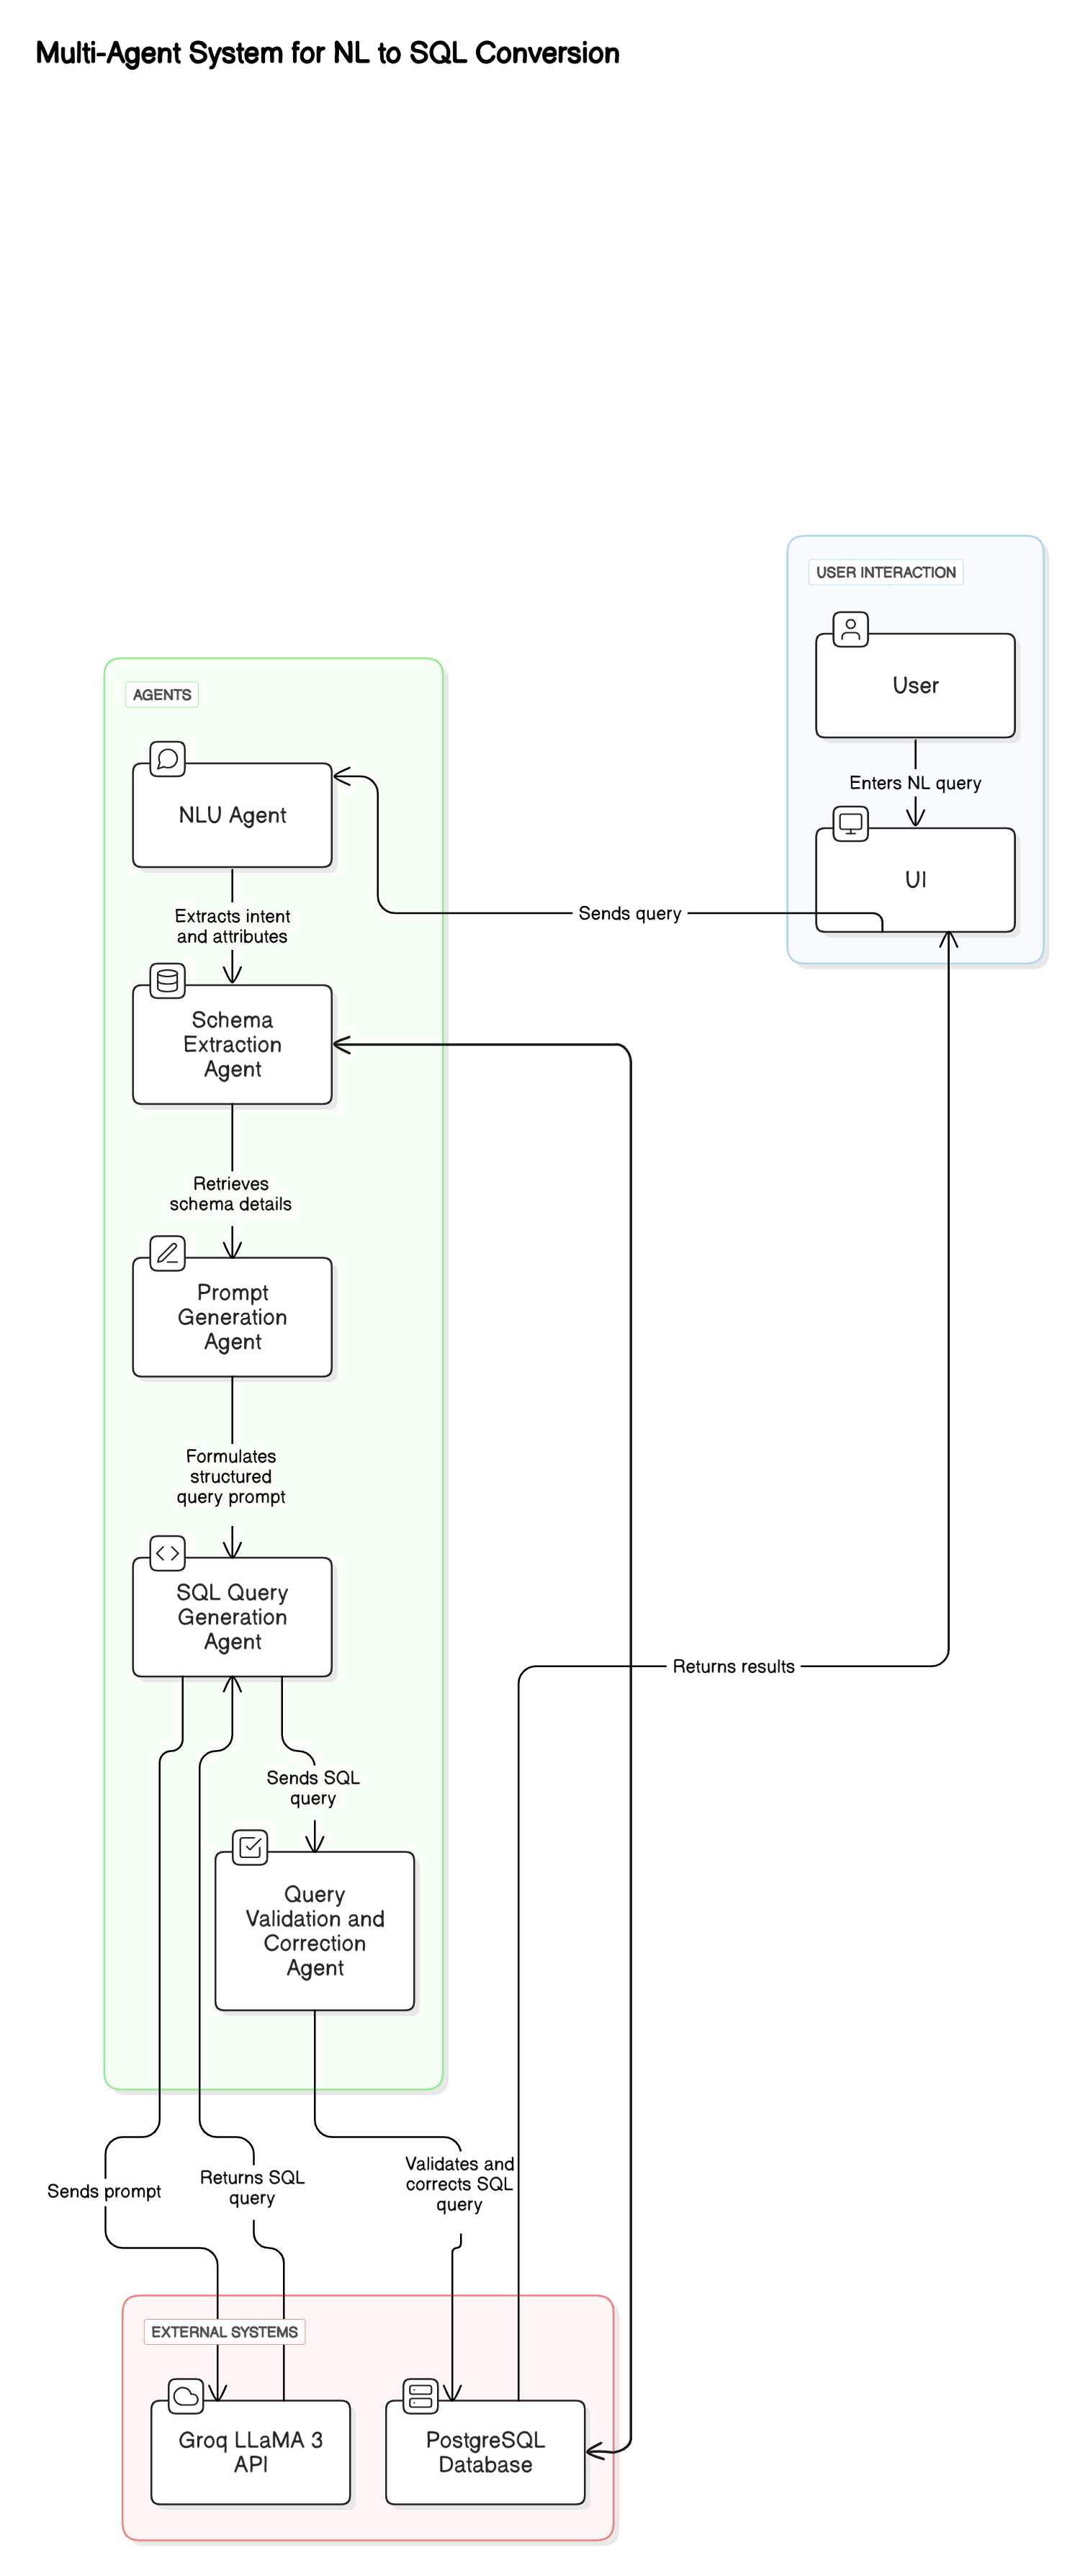 Multi-Agent System for NL to SQL Conversion
USER INTERACTION
User
Enters NL query
UI
Sends query
AGENTS
NLU Agent
Extracts intent
and attributes
Schema
Extraction
Agent
Retrieves
schema details
Prompt
Generation
Agent
Formulates
structured
query prompt
SQL Query
Generation
Agent
Returns results
Sends SQL
query
Query
Validation and
Correction
Agent
Sends prompt
Returns SQL
query
Validates and
corrects SQL
query
EXTERNAL SYSTEMS
Groq LLaMA 3
API
PostgreSQL
Database